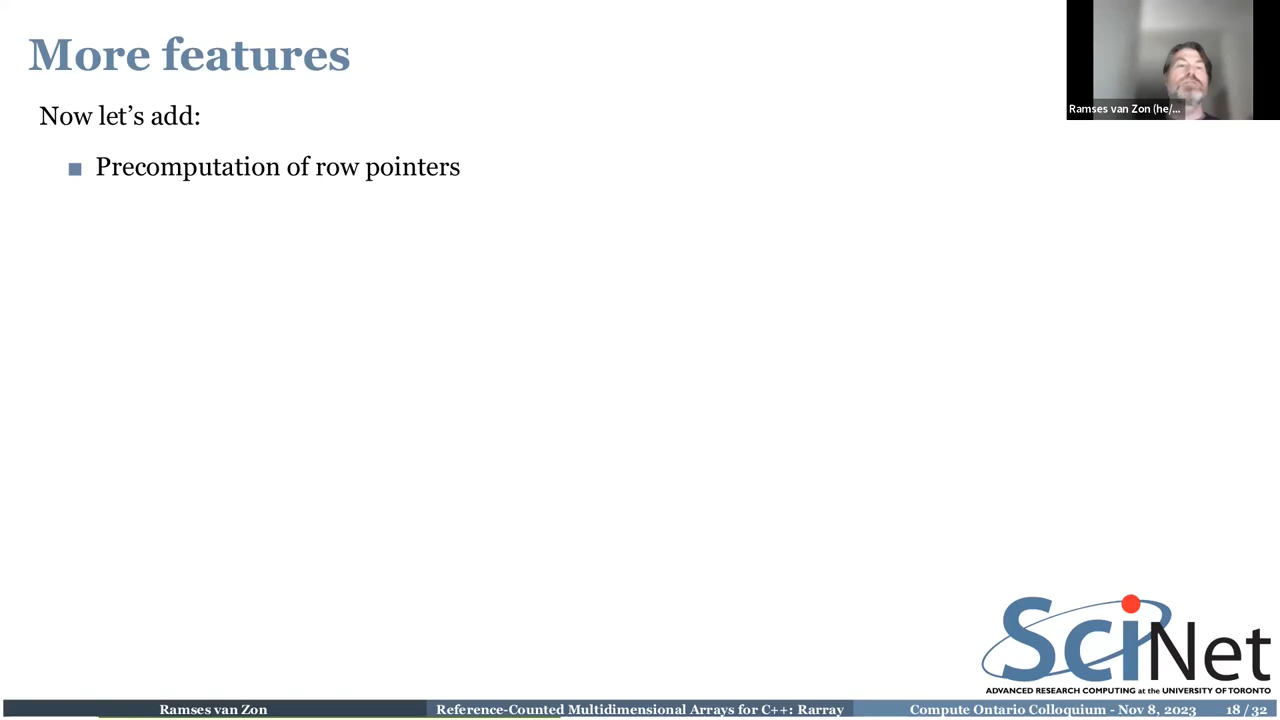 More features
Now let's add:
Precomputation of row pointers
Ramses van Zon (he/...
SciNet
ADVANCED RESEARCH COMPUTING at the UNIVERSITY OF TORONTO
Ramses van Zon Reference-Counted Multidimensional Arrays for C++: Rarray Compute Ontario Colloquium - Nov 8, 2023 18 / 32